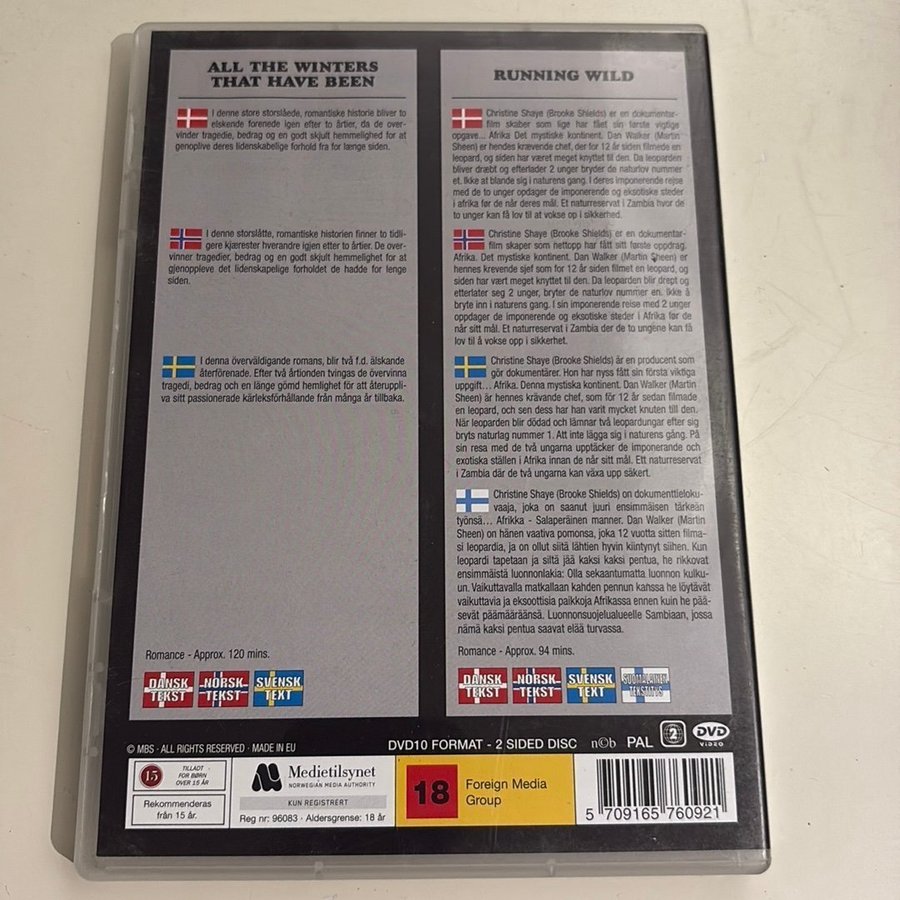 ALL THE WINTERS
THAT HAVE BEEN
I denne store storslåede, romantiske historie bliver to
elskende forenede igen efter to årtier, da de over-
vinder tragedie, bedrag og en godt skjult hemmelighed for at
genoplive deres lidenskabelige forhold fra for længe siden.
I denne storslåtte, romantiske historien finner to tidli-
gere kjærester hverandre igjen etter to årtier. De over-
vinner tragedier, bedrag og en godt skjult hemmelighet for at
gjenoppleve det lidenskapelige forholdet de hadde for lenge
siden.
I denna överväldigande romans, blir två f.d. älskande
återförenade. Efter två årtionden tvingas de övervinna
tragedi, bedrag och en länge gömd hemlighet för att återuppli-
va sitt passionerade kärleksförhållande från många år tillbaka.
Romance - Approx. 120 mins.
DANSK
TEKST
NORSK
TEKST
SVENSK
TEXT
RUNNING WILD
Christine Shaye (Brooke Shields) er en dokumentar-
film skaber som lige har fået sin første vigtige
opgave... Afrika Det mystiske kontinent. Dan Walker (Martin
Sheen) er hendes krævende chef, der for 12 år siden filmede en
leopard, og siden har været meget knyttet til den. Da leoparden
bliver dræbt og efterlader 2 unger bryder de naturlov nummer
et. Ikke at blande sig i naturens gang. I deres imponerende rejse
med de to unger opdager de imponerende og eksotiske steder
i afrika før de når deres mål. Et naturreservat i Zambia hvor de
to unger kan få lov til at vokse op i sikkerhed.
Christine Shaye (Brooke Shields) er en dokumentar-
film skaper som nettopp har fått sitt første oppdrag.
Afrika. Det mystiske kontinent. Dan Walker (Martin Sheen) er
hennes krevende sjef som for 12 år siden filmet en leopard, og
siden har vært meget knyttet til den. Da leoparden blir drept og
etterlater seg 2 unger, bryter de naturlov nummer en. Ikke å
bryte inn i naturens gang. I sin imponerende reise med 2 unger
oppdager de imponerende og eksotiske steder i Afrika før de
når sitt mål. Et naturreservat i Zambia der de to ungene kan få
lov til å vokse opp i sikkerhet.
Christine Shaye (Brooke Shields) är en producent som
gör dokumentärer. Hon har nyss fått sin första viktiga
uppgift... Afrika. Denna mystiska kontinent. Dan Walker (Martin
Sheen) är hennes krävande chef, som för 12 år sedan filmade
en leopard, och sen dess har han varit mycket knuten till den.
När leoparden blir dödad och lämnar två leopardungar efter sig
bryts naturlag nummer 1. Att inte lägga sig i naturens gång. På
sin resa med de två ungarna upptäcker de imponerande och
exotiska ställen i Afrika innan de når sitt mål. Ett naturreservat
i Zambia där de två ungarna kan växa upp säkert.
Christine Shaye (Brooke Shields) on dokumenttieloku-
vaaja, joka on saanut juuri ensimmäisen tärkeän
työnsä... Afrikka - Salaperäinen manner. Dan Walker (Martin
Sheen) on hänen vaativa pomonsa, joka 12 vuotta sitten filma-
si leopardia, ja on ollut siitä lähtien hyvin kiintynyt siihen. Kun
leopardi tapetaan ja siltä jää kaksi kaksi pentua, he rikkovat
ensimmäistä luonnonlakia: Olla sekaantumatta luonnon kulku-
un. Vaikuttavalla matkallaan kahden pennun kahssa he löytävät
vaikuttavia ja eksoottisia paikkoja Afrikassa ennen kuin he pää-
sevät päämääräänsä. Luonnonsuojelualueelle Sambiaan, jossa
nämä kaksi pentua saavat elää turvassa.
Romance - Approx. 94 mins.
DANSK
TEKST
NORSK
TEKST
SVENSK
TEXT
SUOMALAINEN
TEKSTITYS
© MBS · ALL RIGHTS RESERVED · MADE IN EU
DVD10 FORMAT - 2 SIDED DISC
n©b
PAL
2
DVD
VIDEO
15
TILLADT
FOR BØRN
OVER 15 ÅR
Rekommenderas
från 15 år.
Medietilsynet
NORWEGIAN MEDIA AUTHORITY
KUN REGISTRERT
Reg nr: 96083 - Aldersgrense: 18 år
18
Foreign Media
Group
5 709165 760921